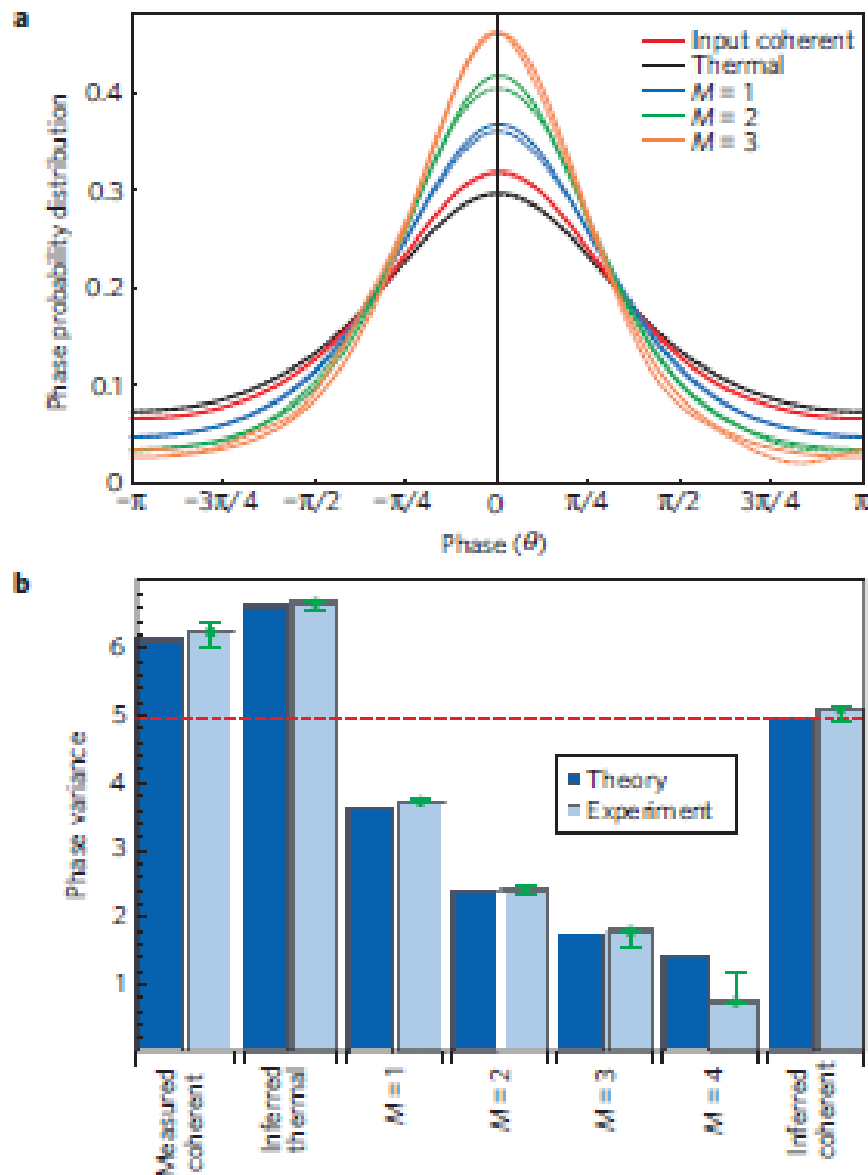 a
Input coherent
Thermal
M = 1
M = 2
M = 3
Phase probability distribution
0.4
0.3
0.2
0.1
0
−π
−3π/4
−π/2
−π/4
0
π/4
π/2
3π/4
π
Phase (θ)
b
Phase variance
6
5
4
3
2
1
Theory
Experiment
Measured
coherent
Inferred
thermal
M = 1
M = 2
M = 3
M = 4
Inferred
coherent